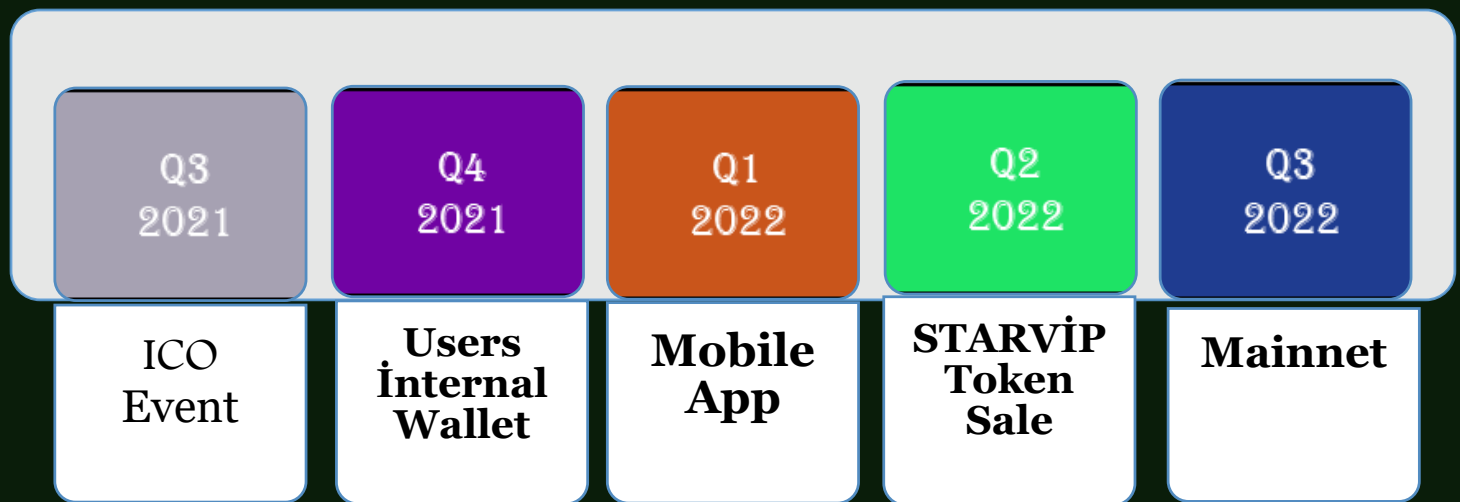 Q3
2021
Q4
2021
Q1
2022
Q2
2022
Q3
2022
ICO
Event
Users
İnternal
Wallet
Mobile
App
STARVİP
Token
Sale
Mainnet